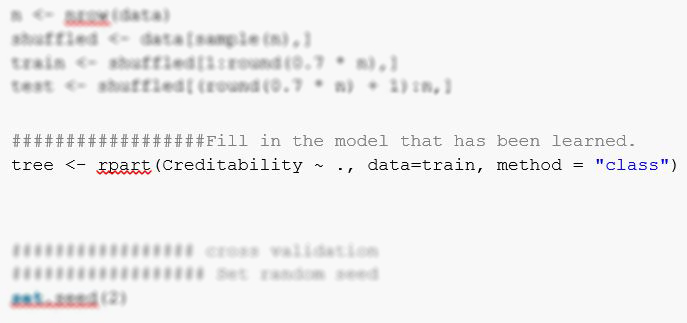 n <- nrow(data)
shuffled <- data[sample(n),]
train <- shuffled[1:round(0.7 * n),]
test <- shuffled[(round(0.7 * n) + 1):n,]
##################Fill in the model that has been learned.
tree <- rpart(Creditability ~ ., data=train, method = "class")
################# cross validation
################## Set random seed
set.seed(2)